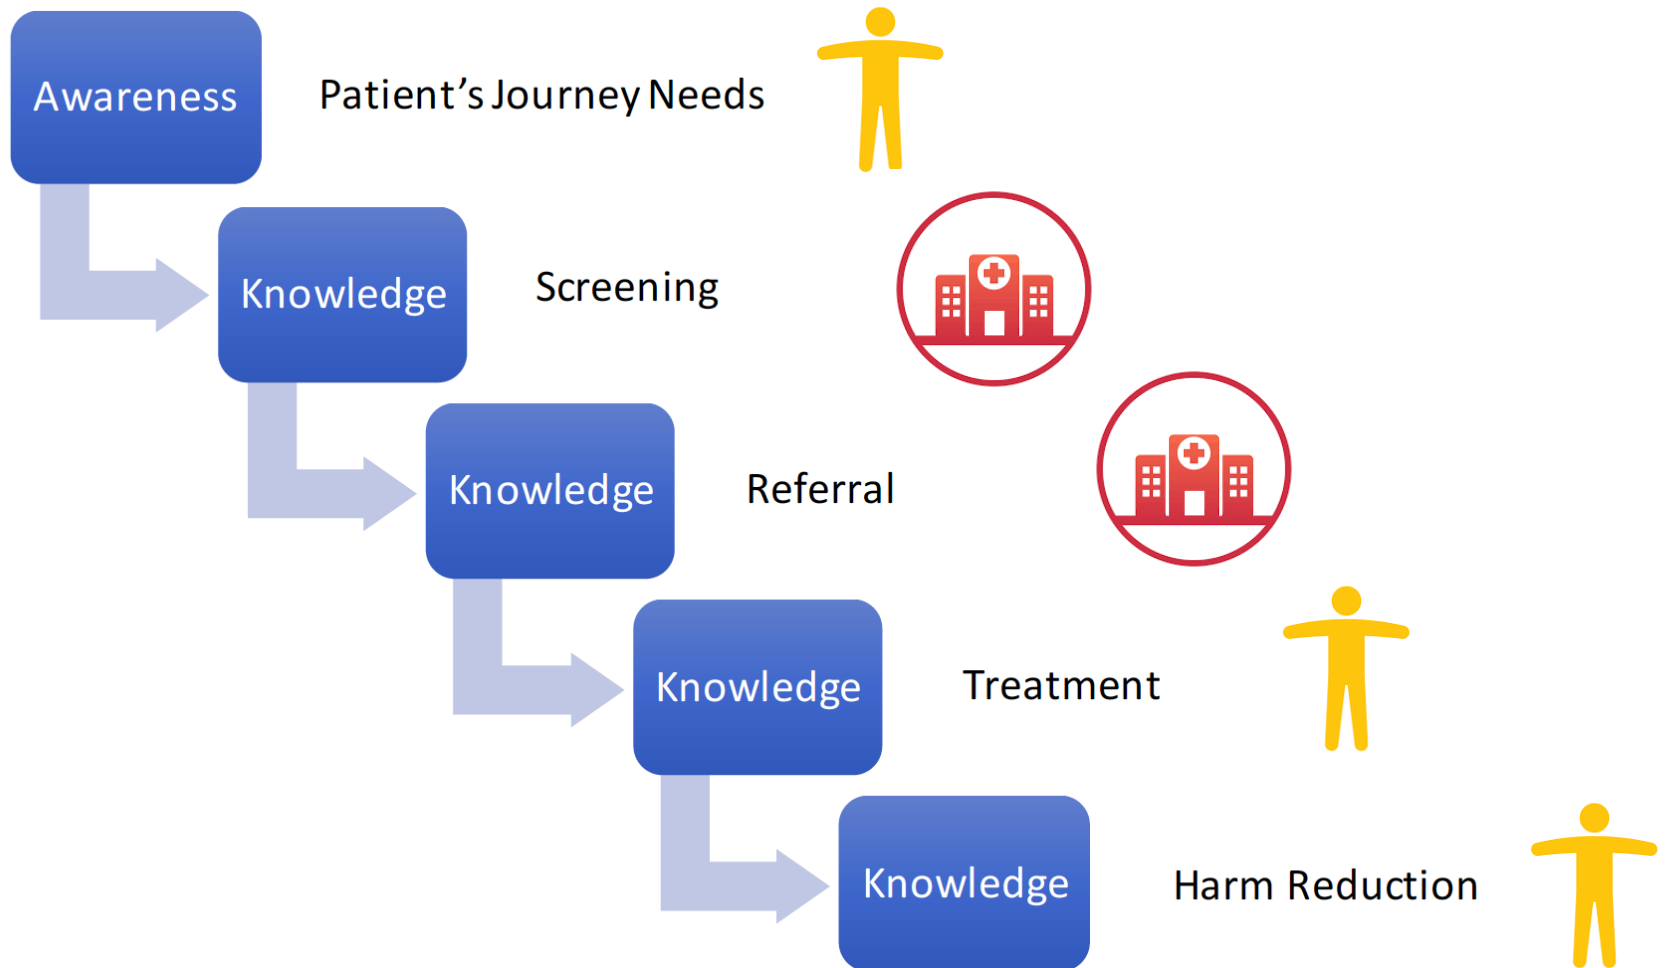 Awareness
Patient’s Journey Needs
Knowledge
Screening
Knowledge
Referral
Knowledge
Treatment
Knowledge
Harm Reduction